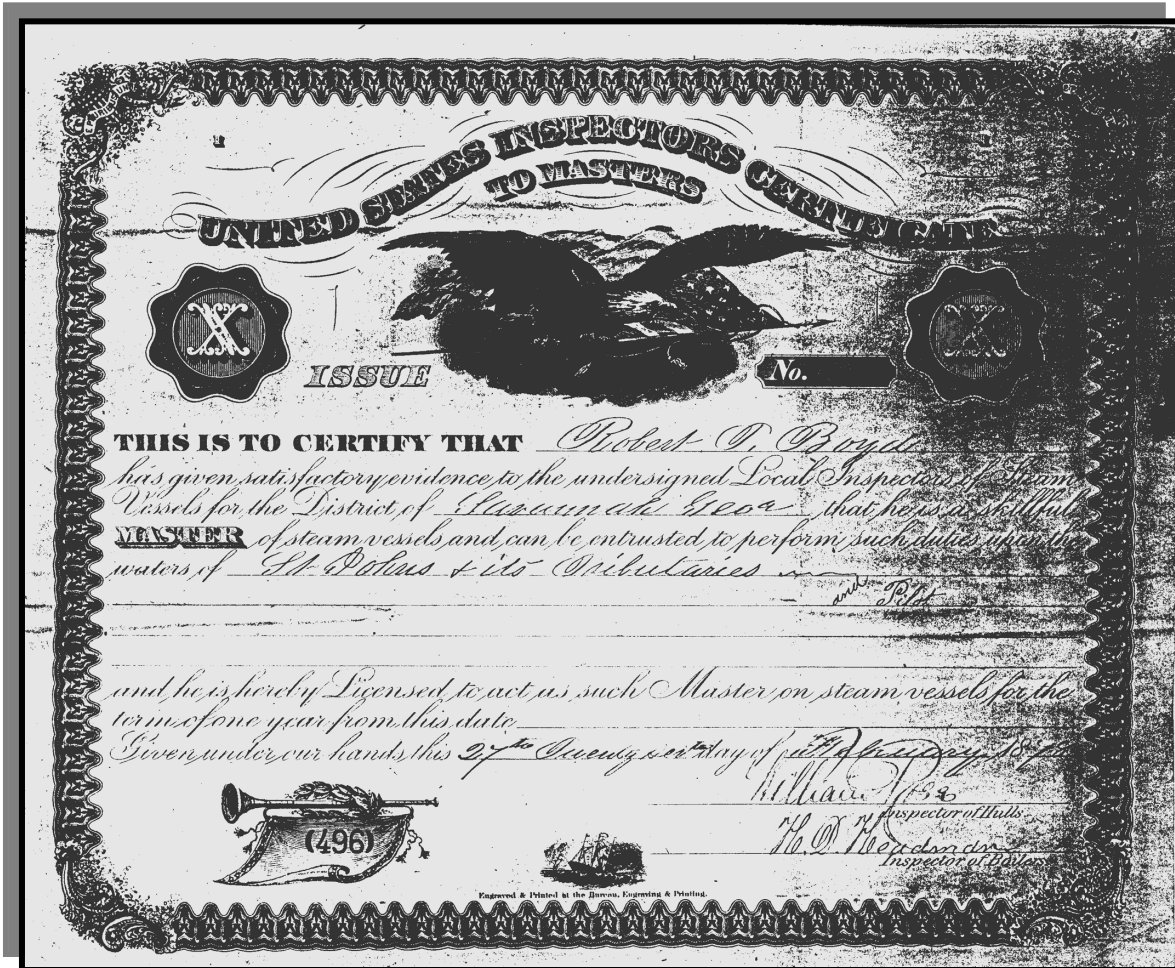 UNITED STATES INSPECTORS CERTIFICATE
TO MASTERS
X
X
ISSUE
No.
THIS IS TO CERTIFY THAT Robert T. Boyd
has given satisfactory evidence to the undersigned Local Inspectors of Steam
Vessels for the District of Savannah Geoa that he is a skillful
MASTER of steam vessels and can be entrusted to perform such duties upon the
waters of St Johns & its Tributaries
and Pilot
and he is hereby Licensed to act as such Master on steam vessels for the
term of one year from this date
Given under our hands this 27th day of February 18
William
Inspector of Hulls
H. D. Headman
Inspector of Boilers
(496)
Engraved & Printed at the Bureau, Engraving & Printing.